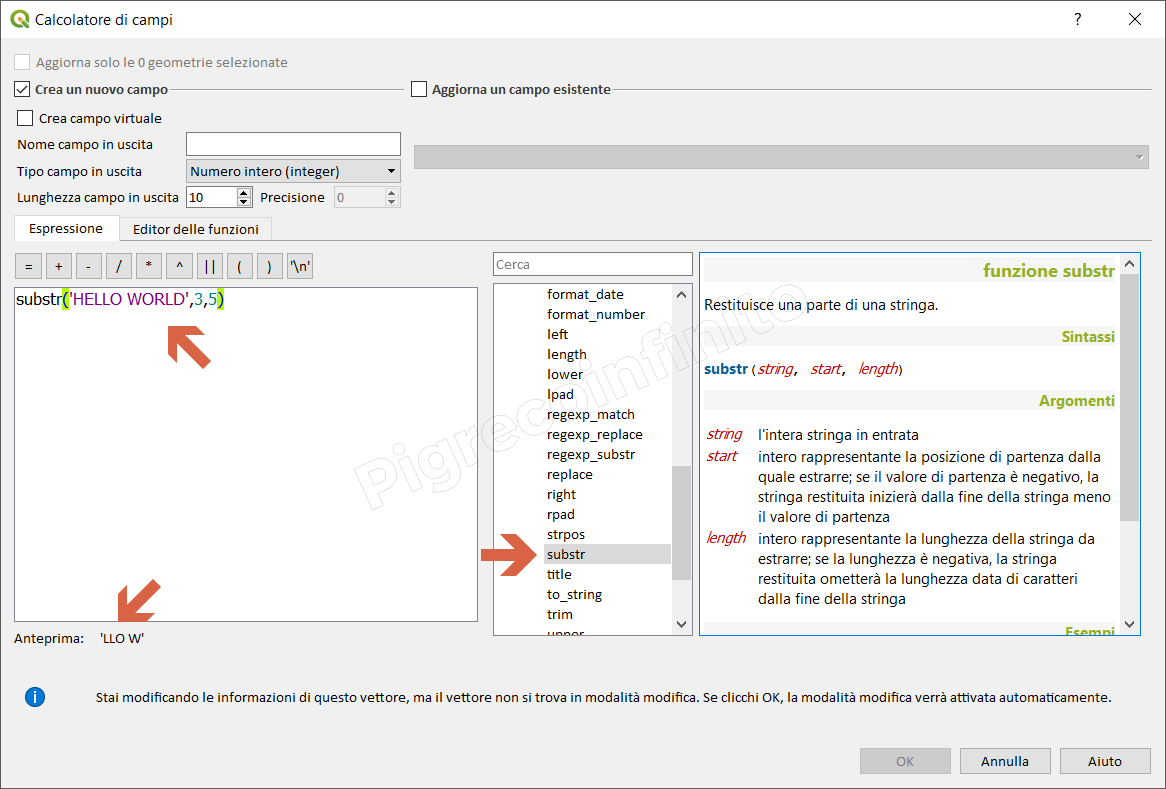 Calcolatore di campi
?
Aggiorna solo le 0 geometrie selezionate
Crea un nuovo campo
Aggiorna un campo esistente
Crea campo virtuale
Nome campo in uscita
Tipo campo in uscita
Numero intero (integer)
Lunghezza campo in uscita
10
Precisione
0
Espressione
Editor delle funzioni
=
+
-
/
*
^
||
(
)
'\n'
substr('HELLO WORLD',3,5)
Anteprima: 'LLO W'
Cerca
format_date
format_number
left
length
lower
lpad
regexp_match
regexp_replace
regexp_substr
replace
right
rpad
strpos
substr
title
to_string
trim
upper
funzione substr
Restituisce una parte di una stringa.
Sintassi
substr(string, start, length)
Argomenti
string l'intera stringa in entrata
start intero rappresentante la posizione di partenza dalla
quale estrarre; se il valore di partenza è negativo, la
stringa restituita inizierà dalla fine della stringa meno
il valore di partenza
length intero rappresentante la lunghezza della stringa da
estrarre; se la lunghezza è negativa, la stringa
restituita ometterà la lunghezza data di caratteri
dalla fine della stringa
Esempi
Pigrecoinfinito
i
Stai modificando le informazioni di questo vettore, ma il vettore non si trova in modalità modifica. Se clicchi OK, la modalità modifica verrà attivata automaticamente.
OK
Annulla
Aiuto